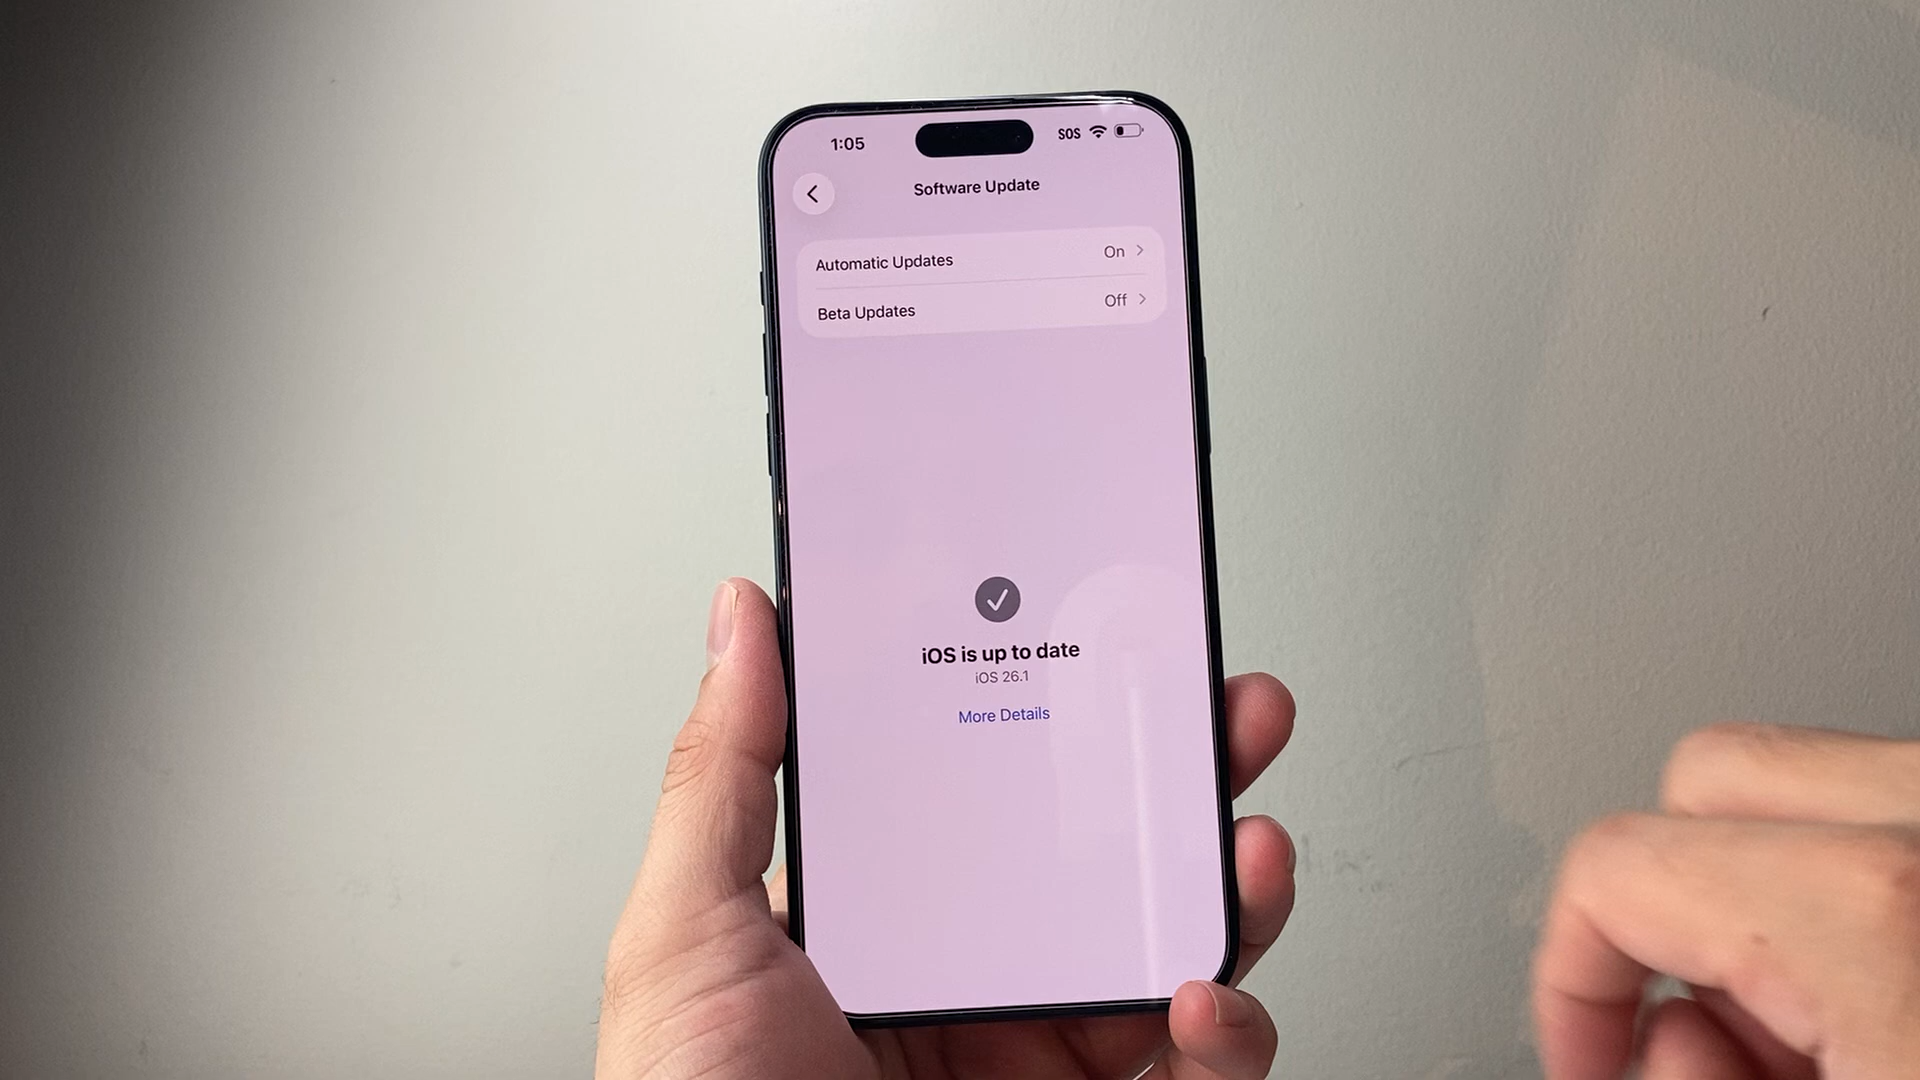 1:05
SOS
Software Update
Automatic Updates On
Beta Updates Off
iOS is up to date
iOS 26.1
More Details